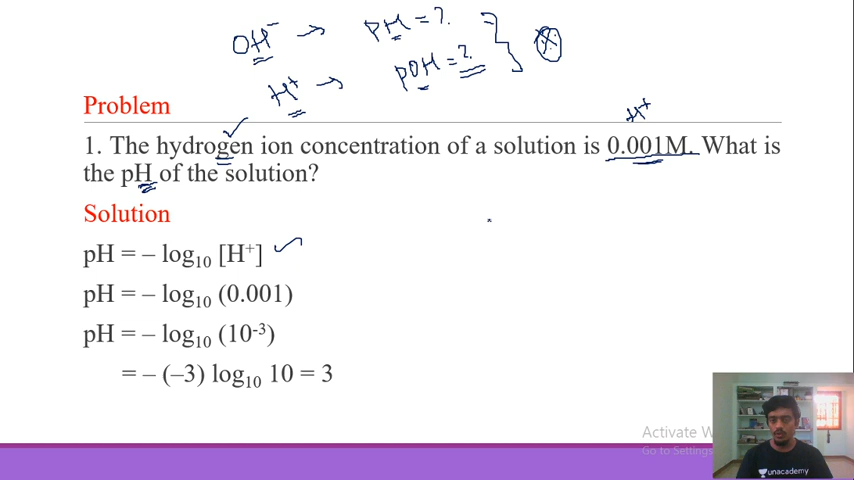 OH⁻ → PH = ?
H⁺ → POH = ?
Problem
H⁺
1. The hydrogen ion concentration of a solution is 0.001M. What is
the pH of the solution?
Solution
pH = – log₁₀ [H⁺]
pH = – log₁₀ (0.001)
pH = – log₁₀ (10⁻³)
= – (–3) log₁₀ 10 = 3
Activate W
Go to Settings
unacademy